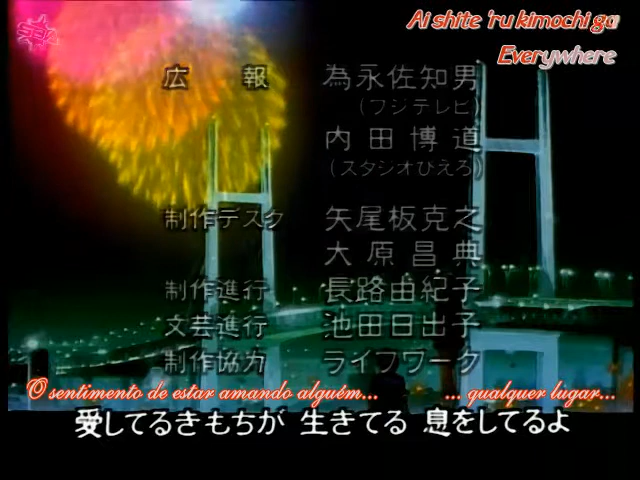 Ai shite 'ru kimochi ga
Everywhere
広 報 為永佐知男
(フジテレビ)
内田博道
(スタジオぴえろ)
制作デスク 矢尾板克之
大原昌典
制作進行 長路由紀子
文芸進行 池田日出子
制作協力 ライフワーク
O sentimento de estar amando alguém... ... qualquer lugar...
愛してるきもちが 生きてる 息をしてるよ